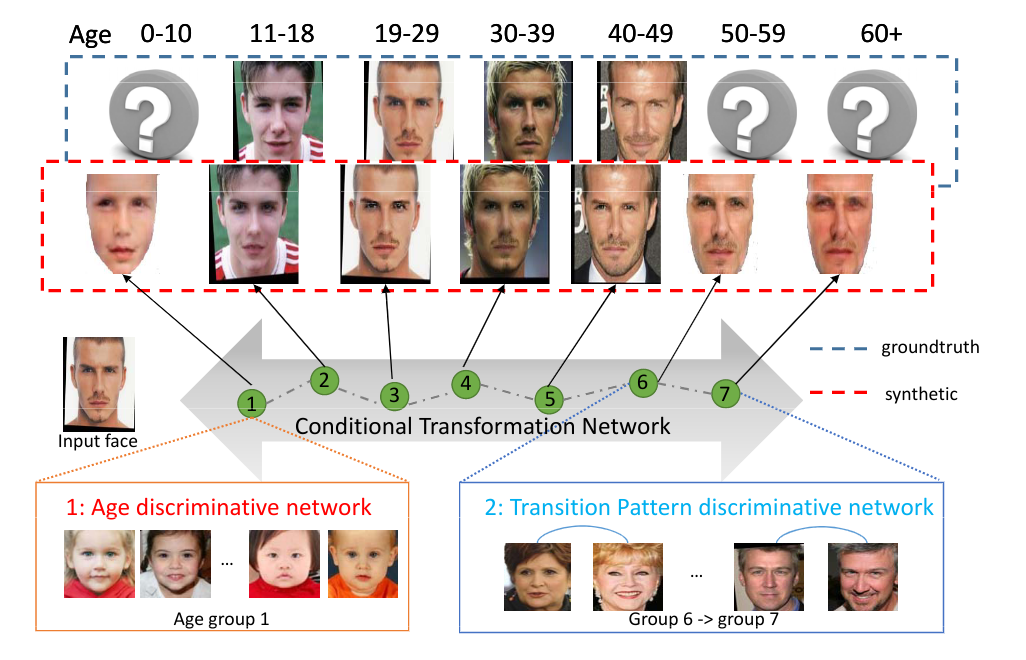 Age 0-10 11-18 19-29 30-39 40-49 50-59 60+
? ? ?
groundtruth
synthetic
1 2 3 4 5 6 7
Conditional Transformation Network
Input face
1: Age discriminative network
...
Age group 1
2: Transition Pattern discriminative network
...
Group 6 -> group 7